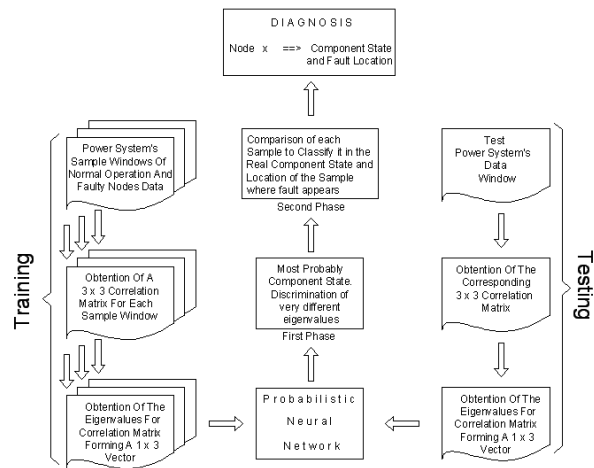 DIAGNOSIS
Node x ==> Component State
and Fault Location
Power System's
Sample Windows Of
Normal Operation And
Faulty Nodes Data
Comparison of each
Sample to Classify it in the
Real Component State and
Location of the Sample
where fault appears
Second Phase
Test
Power System's
Data
Window
Training
Testing
Obtention Of A
3 x 3 Correlation
Matrix For Each
Sample Window
Most Probably
Component State.
Discrimination of
very different
eigenvalues
First Phase
Obtention Of The
Corresponding
3 x 3 Correlation
Matrix
Obtention Of The
Eigenvalues For
Correlation Matrix
Forming A 1 x 3
Vector
Probabilistic
Neural
Network
Obtention Of The
Eigenvalues For
Correlation Matrix
Forming A 1 x 3
Vector